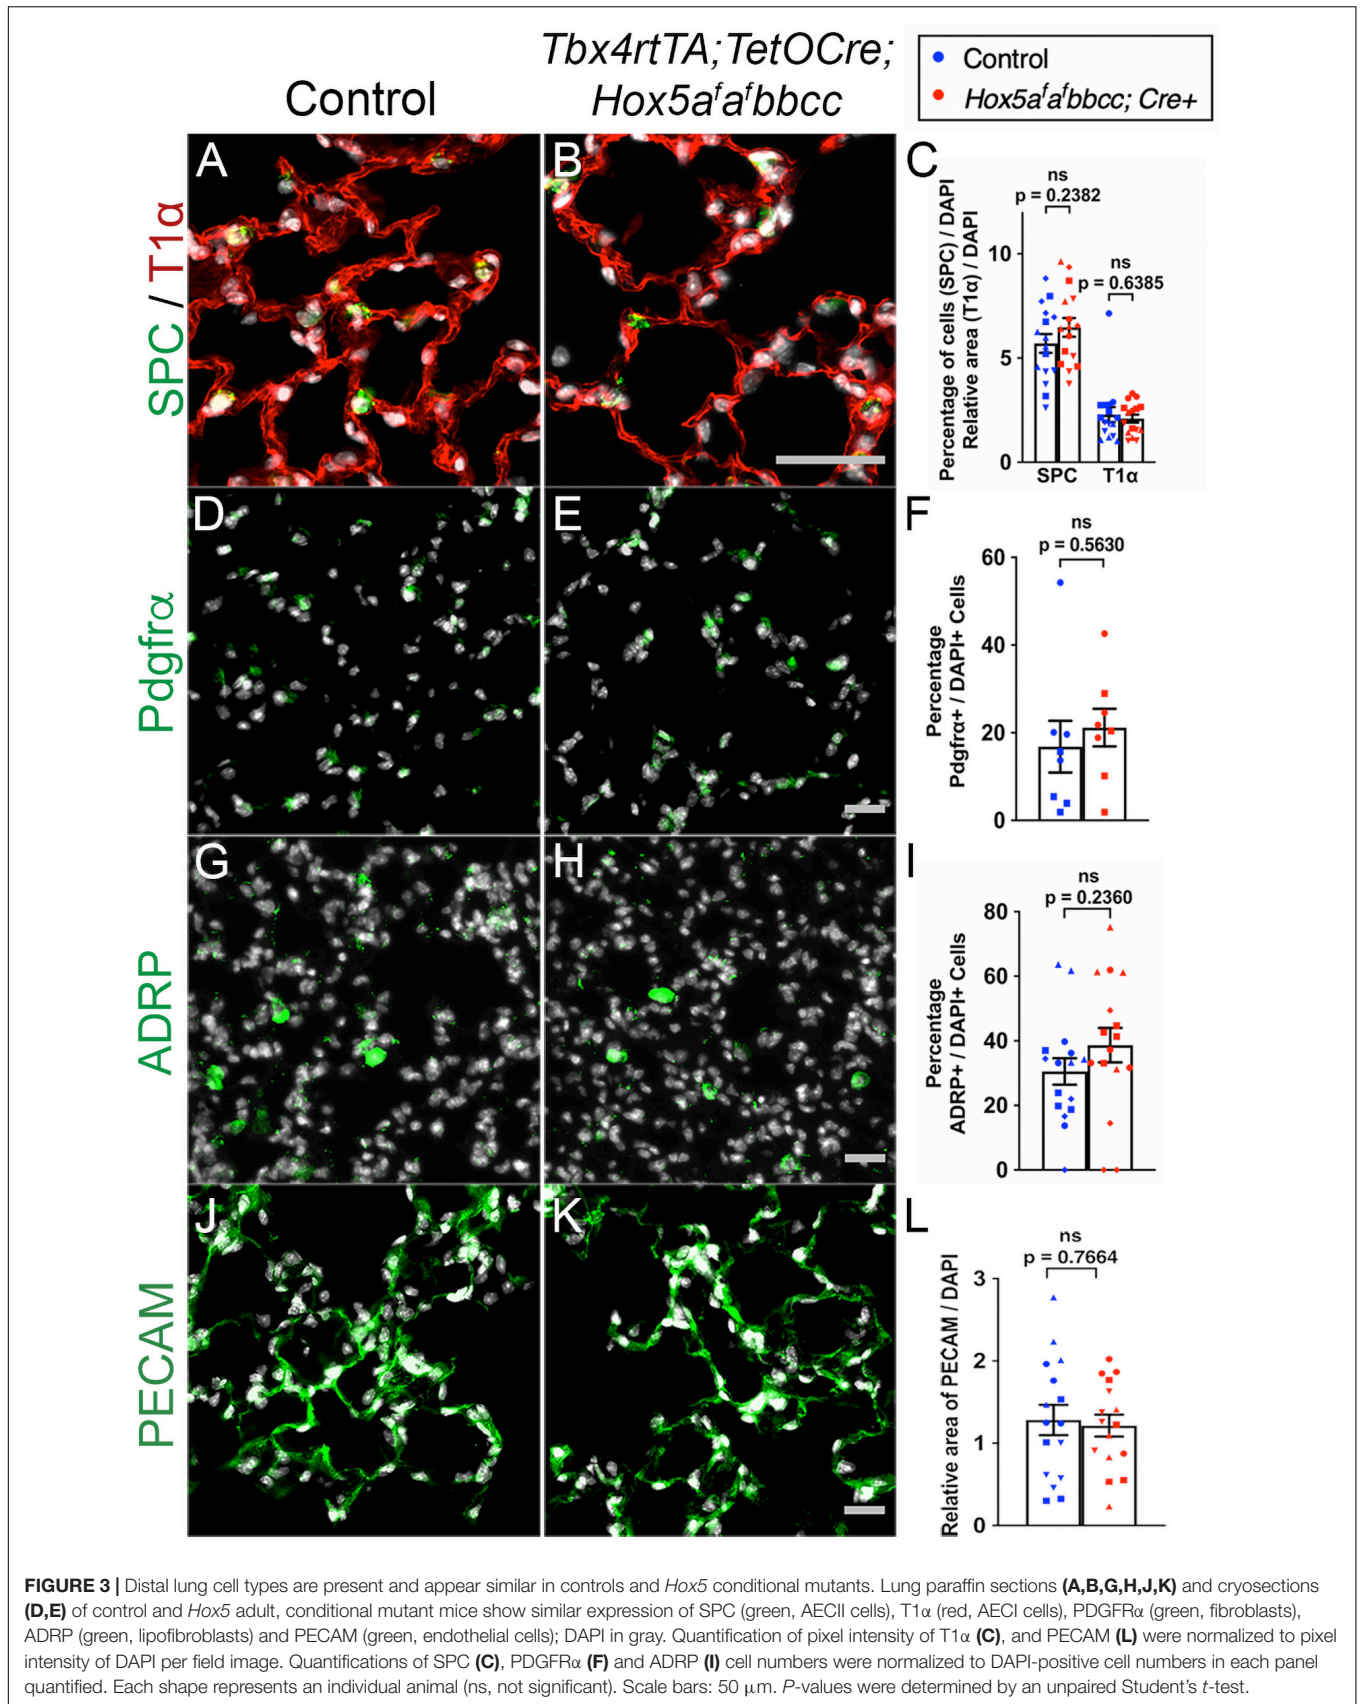 Tbx4rtTA;TetOCre;
Control
Hox5aᶠaᶠbbcc
Control
Hox5aᶠaᶠbbcc; Cre+
SPC / T1α
A
B
C
Percentage of cells (SPC) / DAPI
Relative area (T1α) / DAPI
ns
p = 0.2382
ns
p = 0.6385
10
5
0
SPC
T1α
Pdgfrα
D
E
F
Percentage
Pdgfrα+ / DAPI+ Cells
ns
p = 0.5630
60
40
20
0
ADRP
G
H
I
Percentage
ADRP+ / DAPI+ Cells
ns
p = 0.2360
80
60
40
20
0
PECAM
J
K
L
Relative area of PECAM / DAPI
ns
p = 0.7664
3
2
1
0
FIGURE 3 | Distal lung cell types are present and appear similar in controls and Hox5 conditional mutants. Lung paraffin sections (A,B,G,H,J,K) and cryosections
(D,E) of control and Hox5 adult, conditional mutant mice show similar expression of SPC (green, AECII cells), T1α (red, AECI cells), PDGFRα (green, fibroblasts),
ADRP (green, lipofibroblasts) and PECAM (green, endothelial cells); DAPI in gray. Quantification of pixel intensity of T1α (C), and PECAM (L) were normalized to pixel
intensity of DAPI per field image. Quantifications of SPC (C), PDGFRα (F) and ADRP (I) cell numbers were normalized to DAPI-positive cell numbers in each panel
quantified. Each shape represents an individual animal (ns, not significant). Scale bars: 50 μm. P-values were determined by an unpaired Student's t-test.